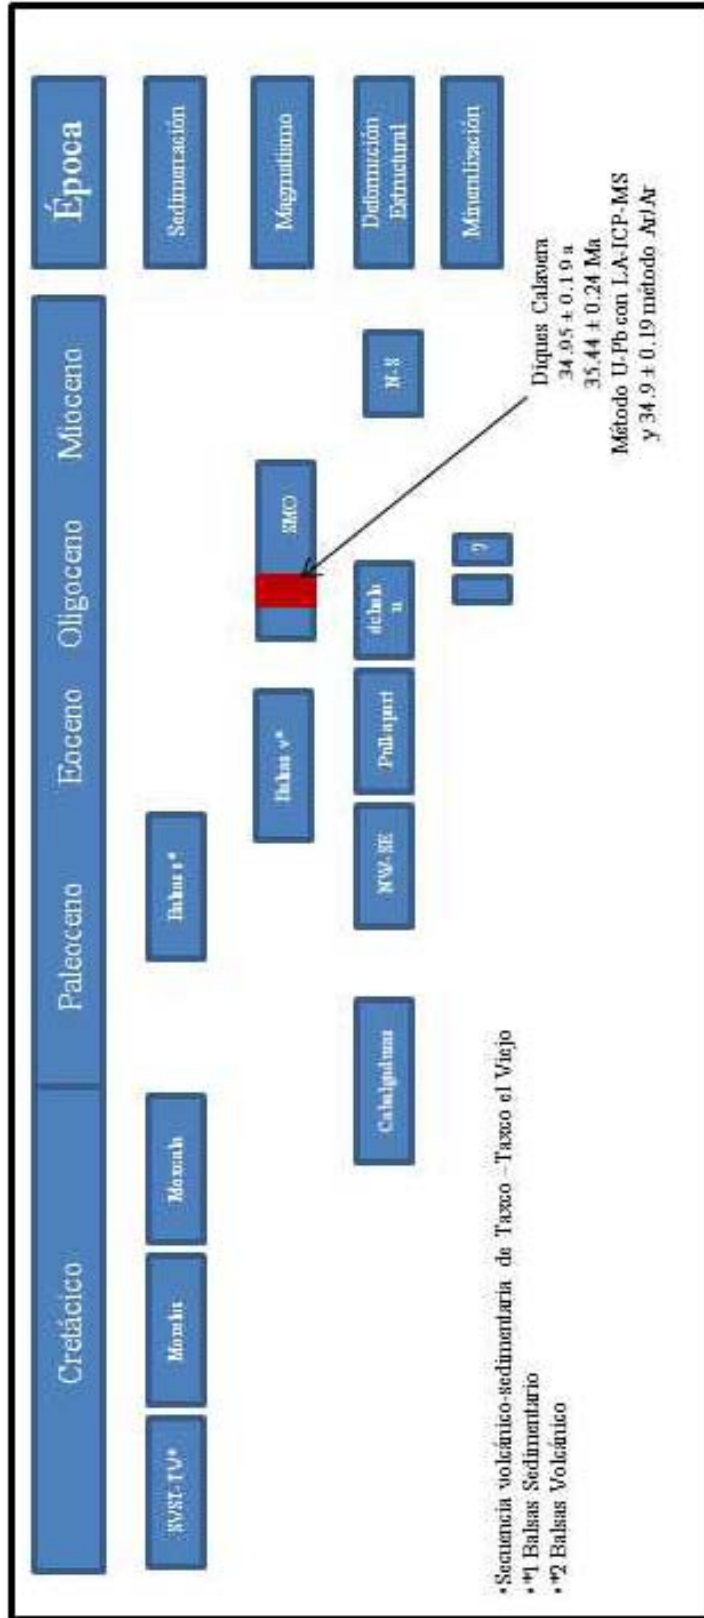 Época
Cretácico
Paleoceno
Eoceno
Oligoceno
Mioceno
Sedimentación
SVST-TV*
Mezcala
Balsas s*
Magmatismo
Balsas v*
SMO
Deformación
Estructural
Cabalgaduras
NW-SE
Pull-apart
N-S
Mineralización
?
Diques Calavera
34.95 ± 0.19 a
35.44 ± 0.24 Ma
Método U-Pb con LA-ICP-MS
y 34.9 ± 0.19 método Ar/Ar
•Secuencia volcánico-sedimentaria de Taxco –Taxco el Viejo
•*1 Balsas Sedimentario
•*2 Balsas Volcánico